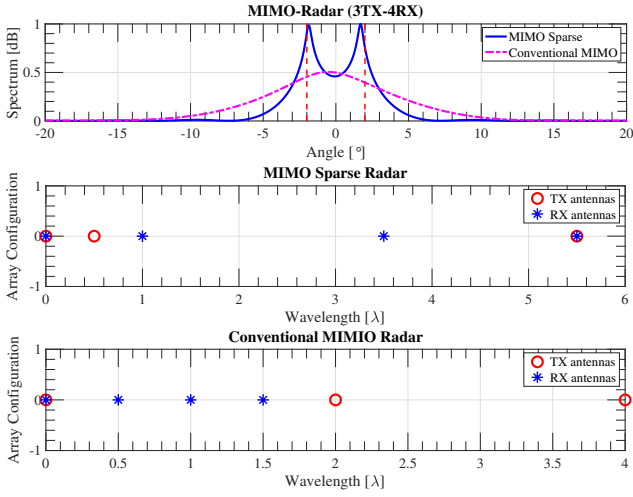 MIMO-Radar (3TX-4RX)
Spectrum [dB]
1
0.5
0
MIMO Sparse
Conventional MIMO
-20 -15 -10 -5 0 5 10 15 20
Angle [°]
MIMO Sparse Radar
Array Configuration
1
0
-1
TX antennas
RX antennas
0 1 2 3 4 5 6
Wavelength [λ]
Conventional MIMIO Radar
Array Configuration
1
0
-1
TX antennas
RX antennas
0 0.5 1 1.5 2 2.5 3 3.5 4
Wavelength [λ]